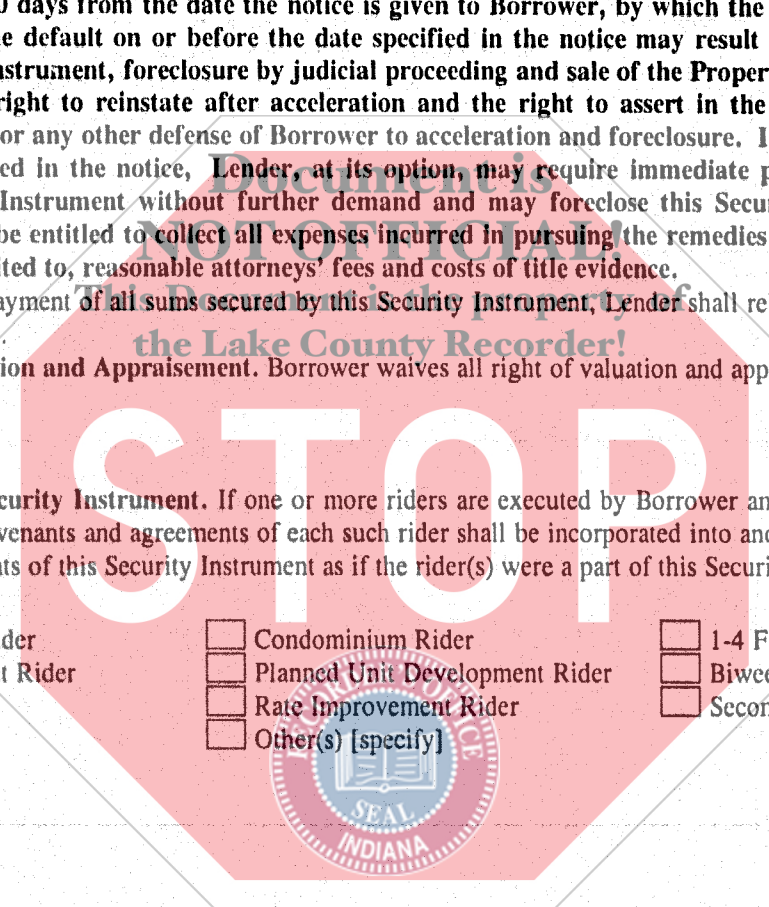 0 days from the date the notice is given to Borrower, by which the
e default on or before the date specified in the notice may result
nstrument, foreclosure by judicial proceeding and sale of the Proper
right to reinstate after acceleration and the right to assert in the
or any other defense of Borrower to acceleration and foreclosure. I
ed in the notice, Lender, at its option, may require immediate p
Document is
Instrument without further demand and may foreclose this Secur
NOT OFFICIAL!
be entitled to collect all expenses incurred in pursuing the remedies
ited to, reasonable attorneys' fees and costs of title evidence.
This Document is the property of
ayment of all sums secured by this Security Instrument, Lender shall re
the Lake County Recorder!
ion and Appraisement. Borrower waives all right of valuation and app
STOP
curity Instrument. If one or more riders are executed by Borrower an
venants and agreements of each such rider shall be incorporated into and
ts of this Security Instrument as if the rider(s) were a part of this Securi
der Condominium Rider 1-4 F
t Rider Planned Unit Development Rider Biwee
Rate Improvement Rider Secon
Other(s) [specify]
RECORDER'S OFFICE
SEAL
INDIANA